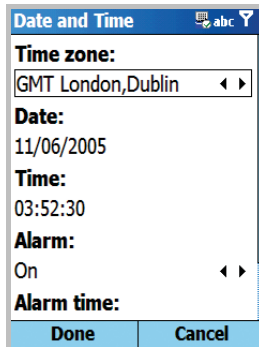 Date and Time abc
Time zone:
GMT London,Dublin
Date:
11/06/2005
Time:
03:52:30
Alarm:
On
Alarm time:
Done Cancel